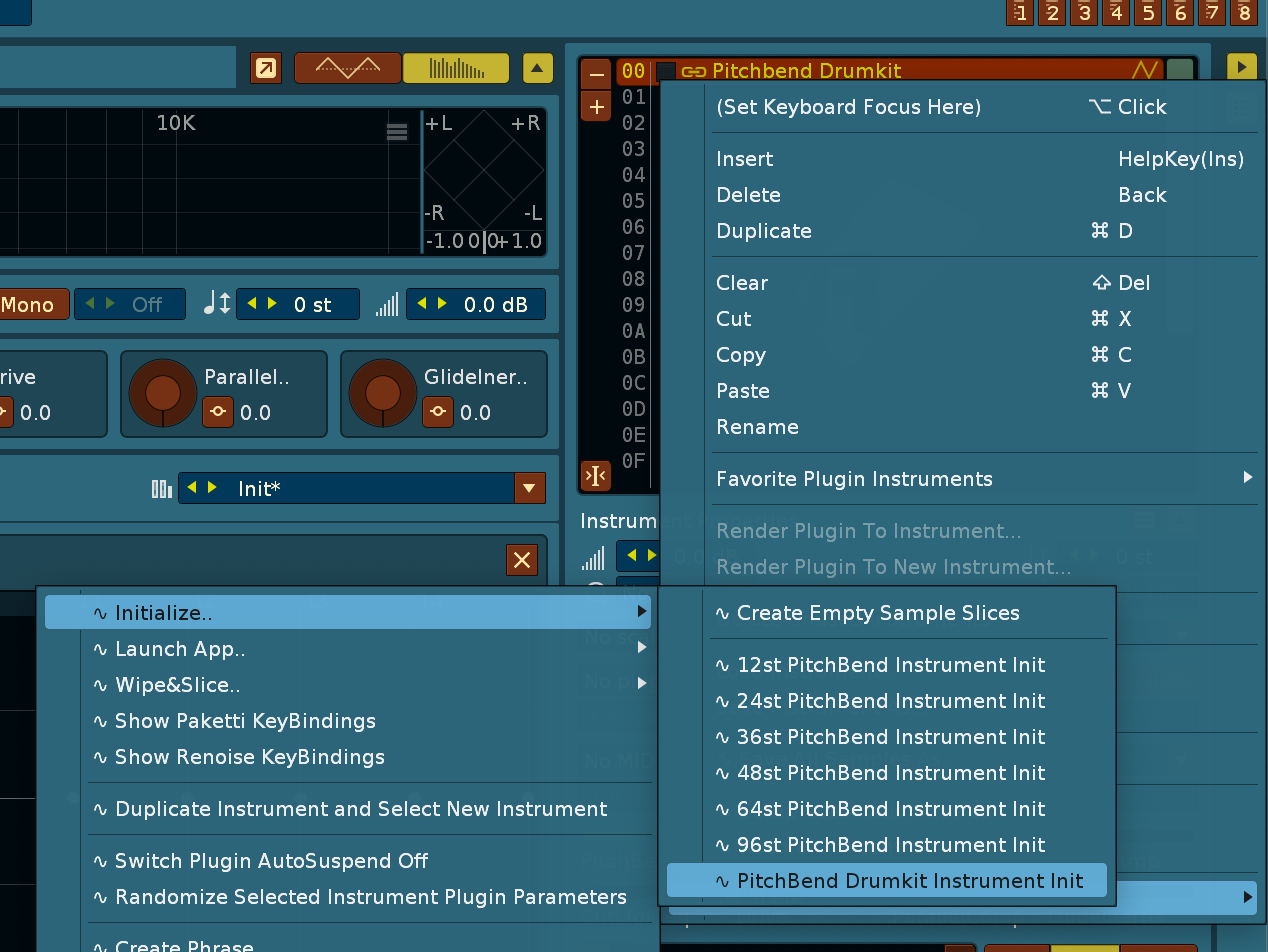 1 2 3 4 5 6 7 8
00 Pitchbend Drumkit
01
02
03
04
05
06
07
08
09
0A
0B
0C
0D
0E
0F
10K
+L +R
-R -L
-1.0 0 0 +1.0
Mono Off 0 st 0.0 dB
rive
0.0
Parallel..
0.0
GlideIner..
0.0
Init*
(Set Keyboard Focus Here) ⌥ Click
Insert HelpKey(Ins)
Delete Back
Duplicate ⌘ D
Clear ⇧ Del
Cut ⌘ X
Copy ⌘ C
Paste ⌘ V
Rename
Favorite Plugin Instruments
Render Plugin To Instrument...
Render Plugin To New Instrument...
∿ Initialize..
∿ Launch App..
∿ Wipe&Slice..
∿ Show Paketti KeyBindings
∿ Show Renoise KeyBindings
∿ Duplicate Instrument and Select New Instrument
∿ Switch Plugin AutoSuspend Off
∿ Randomize Selected Instrument Plugin Parameters
∿ Create Phrase
∿ Create Empty Sample Slices
∿ 12st PitchBend Instrument Init
∿ 24st PitchBend Instrument Init
∿ 36st PitchBend Instrument Init
∿ 48st PitchBend Instrument Init
∿ 64st PitchBend Instrument Init
∿ 96st PitchBend Instrument Init
∿ PitchBend Drumkit Instrument Init